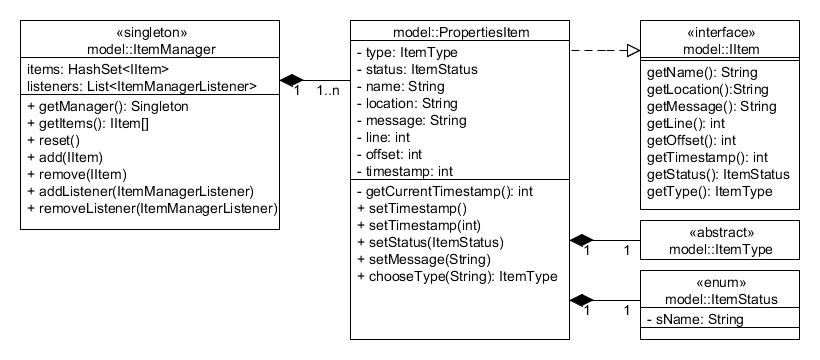 «singleton»
model::ItemManager
items: HashSet<IItem>
listeners: List<ItemManagerListener>
+ getManager(): Singleton
+ getItems(): IItem[]
+ reset()
+ add(IItem)
+ remove(IItem)
+ addListener(ItemManagerListener)
+ removeListener(ItemManagerListener)
1
1..n
model::PropertiesItem
- type: ItemType
- status: ItemStatus
- name: String
- location: String
- message: String
- line: int
- offset: int
- timestamp: int
- getCurrentTimestamp(): int
+ setTimestamp()
+ setTimestamp(int)
+ setStatus(ItemStatus)
+ setMessage(String)
+ chooseType(String): ItemType
«interface»
model::IItem
getName(): String
getLocation():String
getMessage(): String
getLine(): int
getOffset(): int
getTimestamp(): int
getStatus(): ItemStatus
getType(): ItemType
1
1
«abstract»
model::ItemType
1
1
«enum»
model::ItemStatus
- sName: String